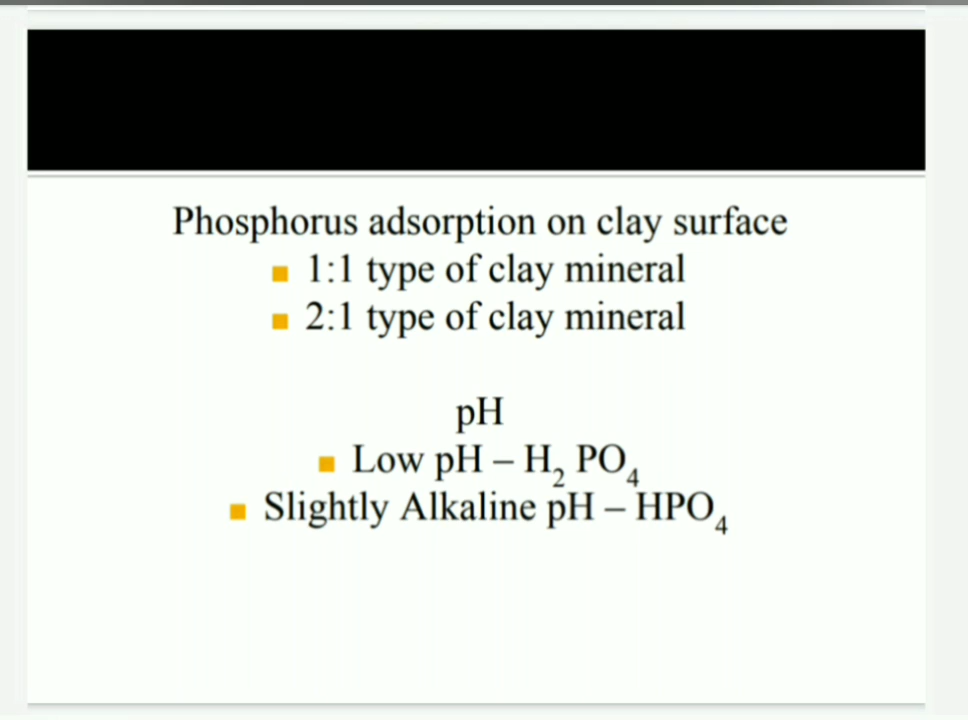 Phosphorus adsorption on clay surface
■ 1:1 type of clay mineral
■ 2:1 type of clay mineral
pH
■ Low pH – H₂ PO₄
■ Slightly Alkaline pH – HPO₄